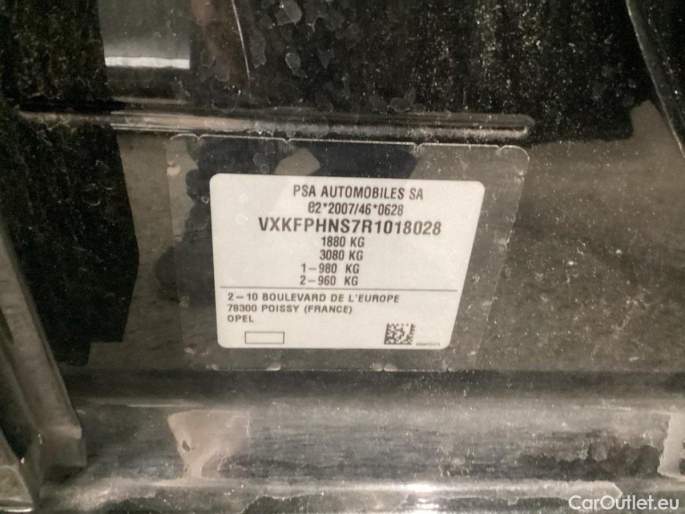 PSA AUTOMOBILES SA
e2*2007/46*0628
VXKFPHNS7R1018028
1880 KG
3080 KG
1-980 KG
2-960 KG
2-10 BOULEVARD DE L'EUROPE
78300 POISSY (FRANCE)
OPEL
CarOutlet.eu